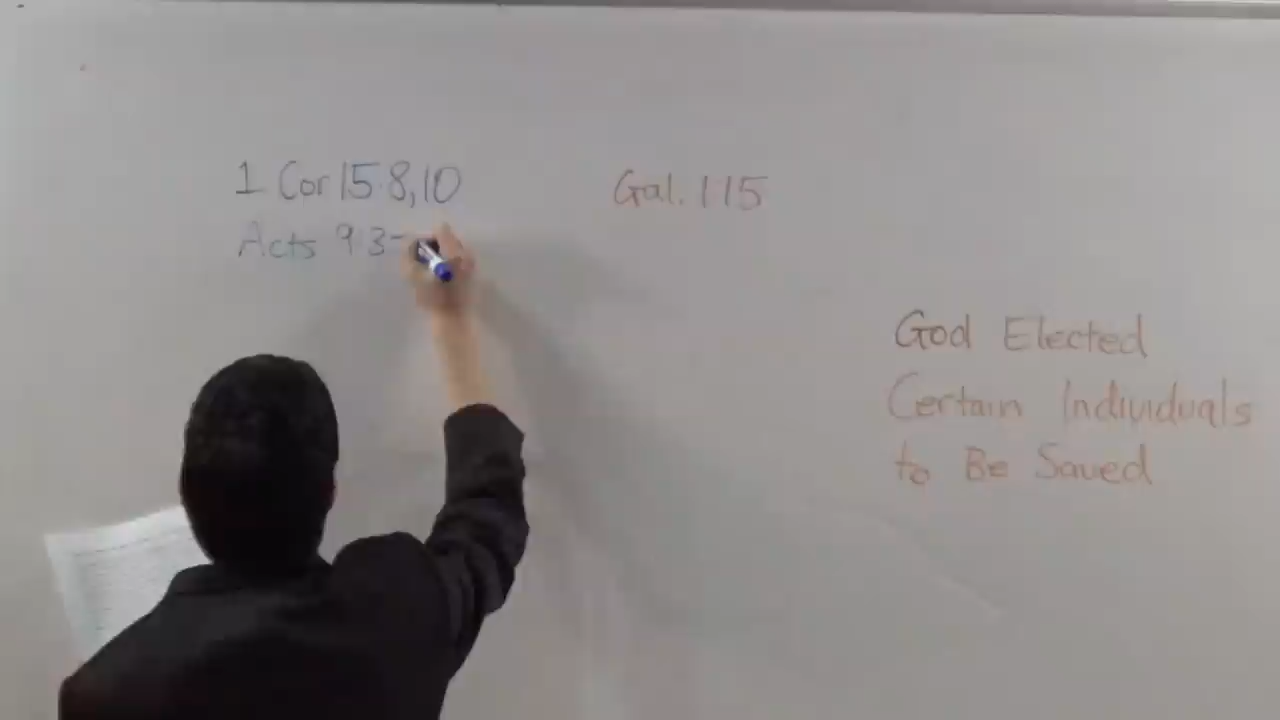 1 Cor 15:8,10
Acts 9:3-
Gal. 1:15
God Elected
Certain Individuals
to Be Saved